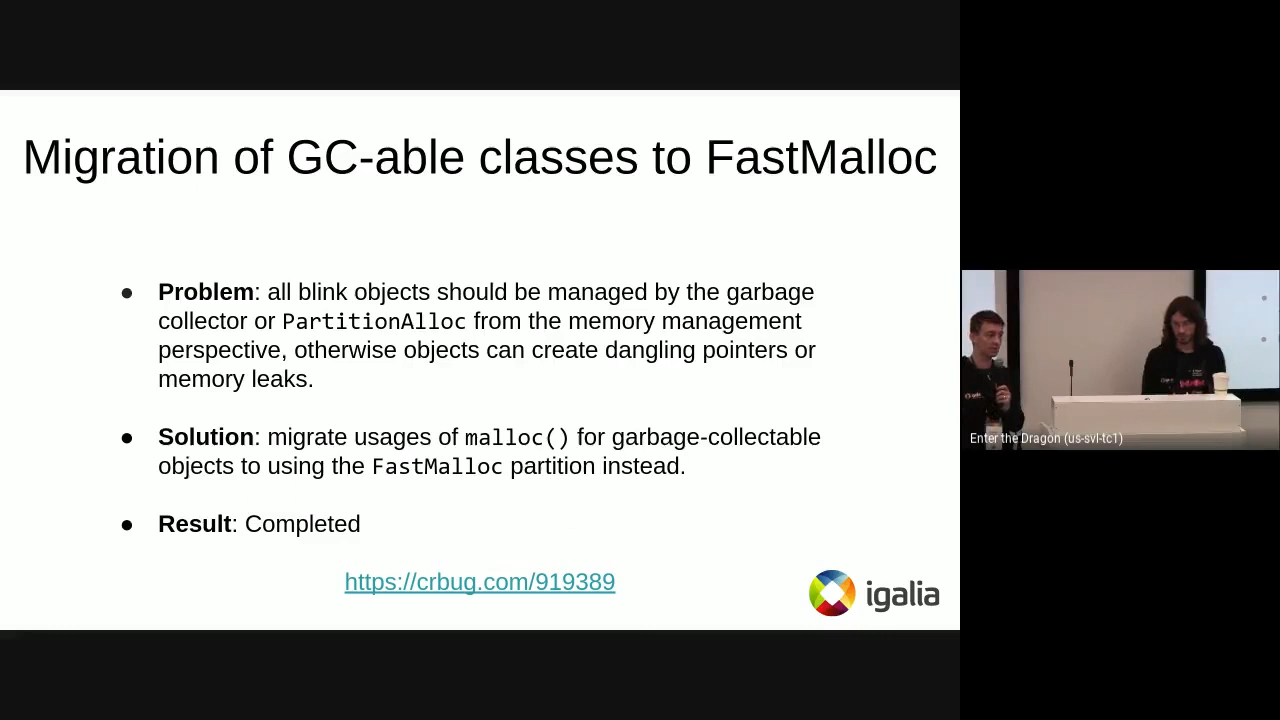 Migration of GC-able classes to FastMalloc
● Problem: all blink objects should be managed by the garbage
collector or PartitionAlloc from the memory management
perspective, otherwise objects can create dangling pointers or
memory leaks.
● Solution: migrate usages of malloc() for garbage-collectable
objects to using the FastMalloc partition instead.
● Result: Completed
https://crbug.com/919389
igalia
Enter the Dragon (us-svl-tc1)